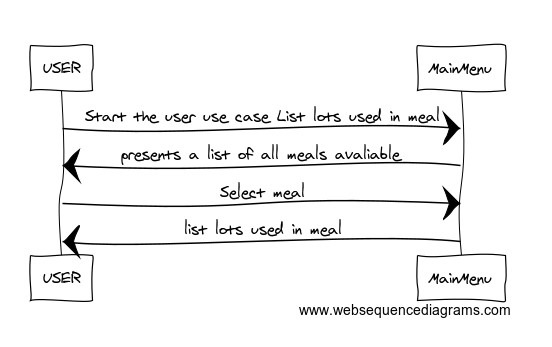 USER
MainMenu
Start the user use case List lots used in meal
presents a list of all meals avaliable
Select meal
list lots used in meal
USER
MainMenu
www.websequencediagrams.com